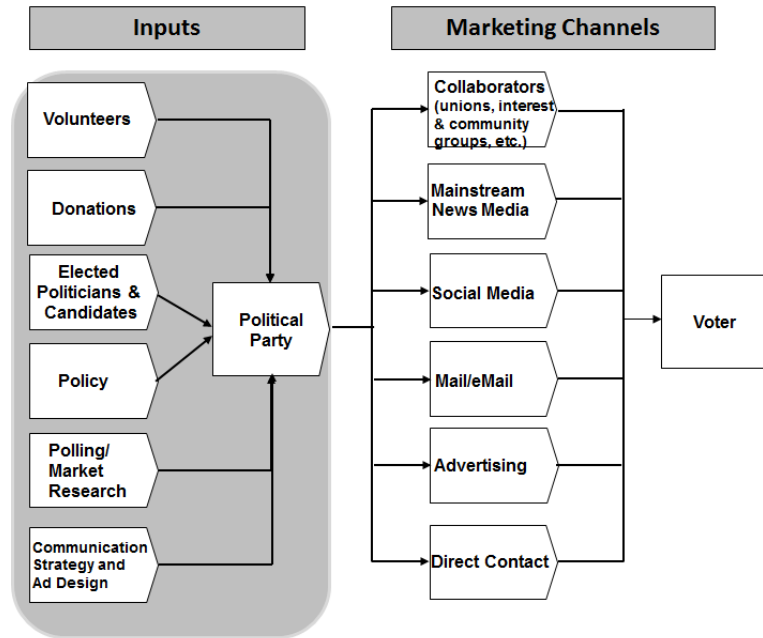 Inputs
Marketing Channels
Volunteers
Donations
Elected
Politicians &
Candidates
Policy
Polling/
Market
Research
Communication
Strategy and
Ad Design
Political
Party
Collaborators
(unions, interest
& community
groups, etc.)
Mainstream
News Media
Social Media
Mail/eMail
Advertising
Direct Contact
Voter